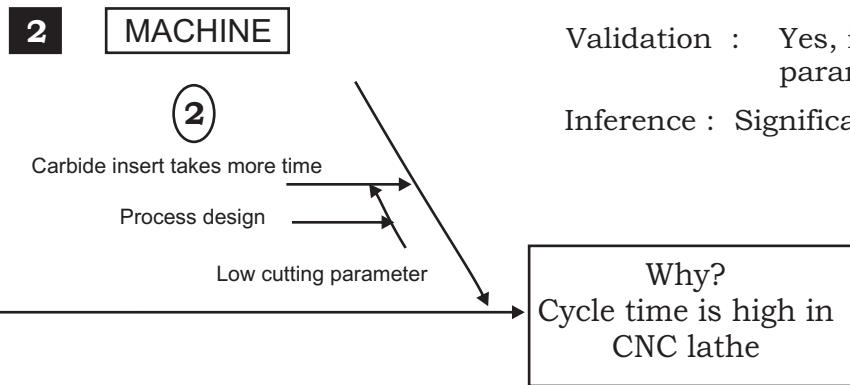 2 MACHINE
Validation : Yes,
Inference :
2
Carbide insert takes more time
Process design
Low cutting parameter
Why?
Cycle time is high in
CNC lathe